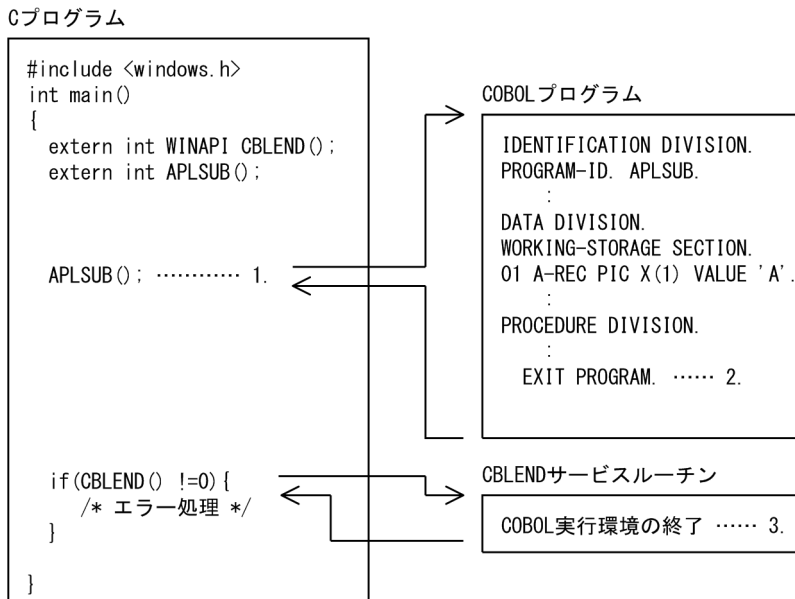 Cプログラム
#include <windows.h>
int main()
{
extern int WINAPI CBLEND();
extern int APLSUB();
APLSUB(); ………… 1.
if(CBLEND() !=0){
/* エラー処理 */
}
}
COBOLプログラム
IDENTIFICATION DIVISION.
PROGRAM-ID. APLSUB.
:
DATA DIVISION.
WORKING-STORAGE SECTION.
01 A-REC PIC X(1) VALUE 'A'.
:
PROCEDURE DIVISION.
:
EXIT PROGRAM. …… 2.
CBLENDサービスルーチン
COBOL実行環境の終了 …… 3.